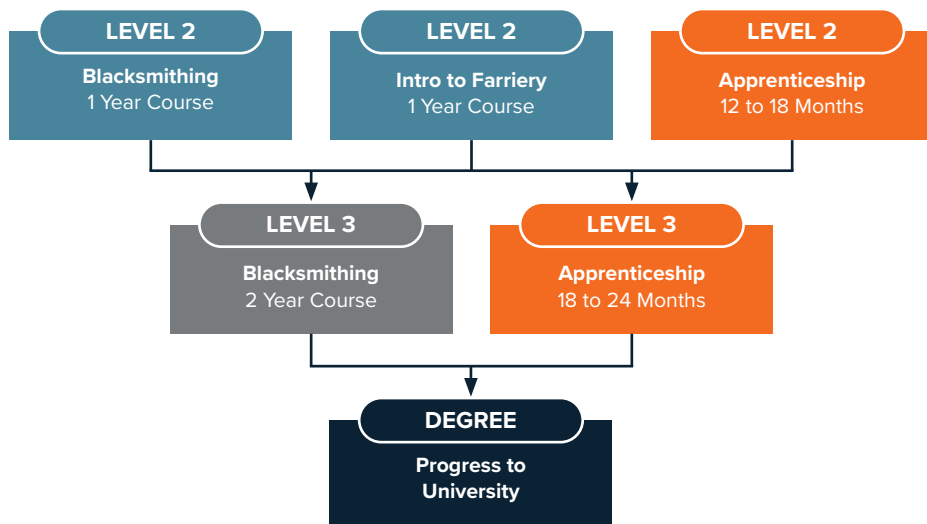 LEVEL 2
Blacksmithing
1 Year Course
LEVEL 2
Intro to Farriery
1 Year Course
LEVEL 2
Apprenticeship
12 to 18 Months
LEVEL 3
Blacksmithing
2 Year Course
LEVEL 3
Apprenticeship
18 to 24 Months
DEGREE
Progress to
University